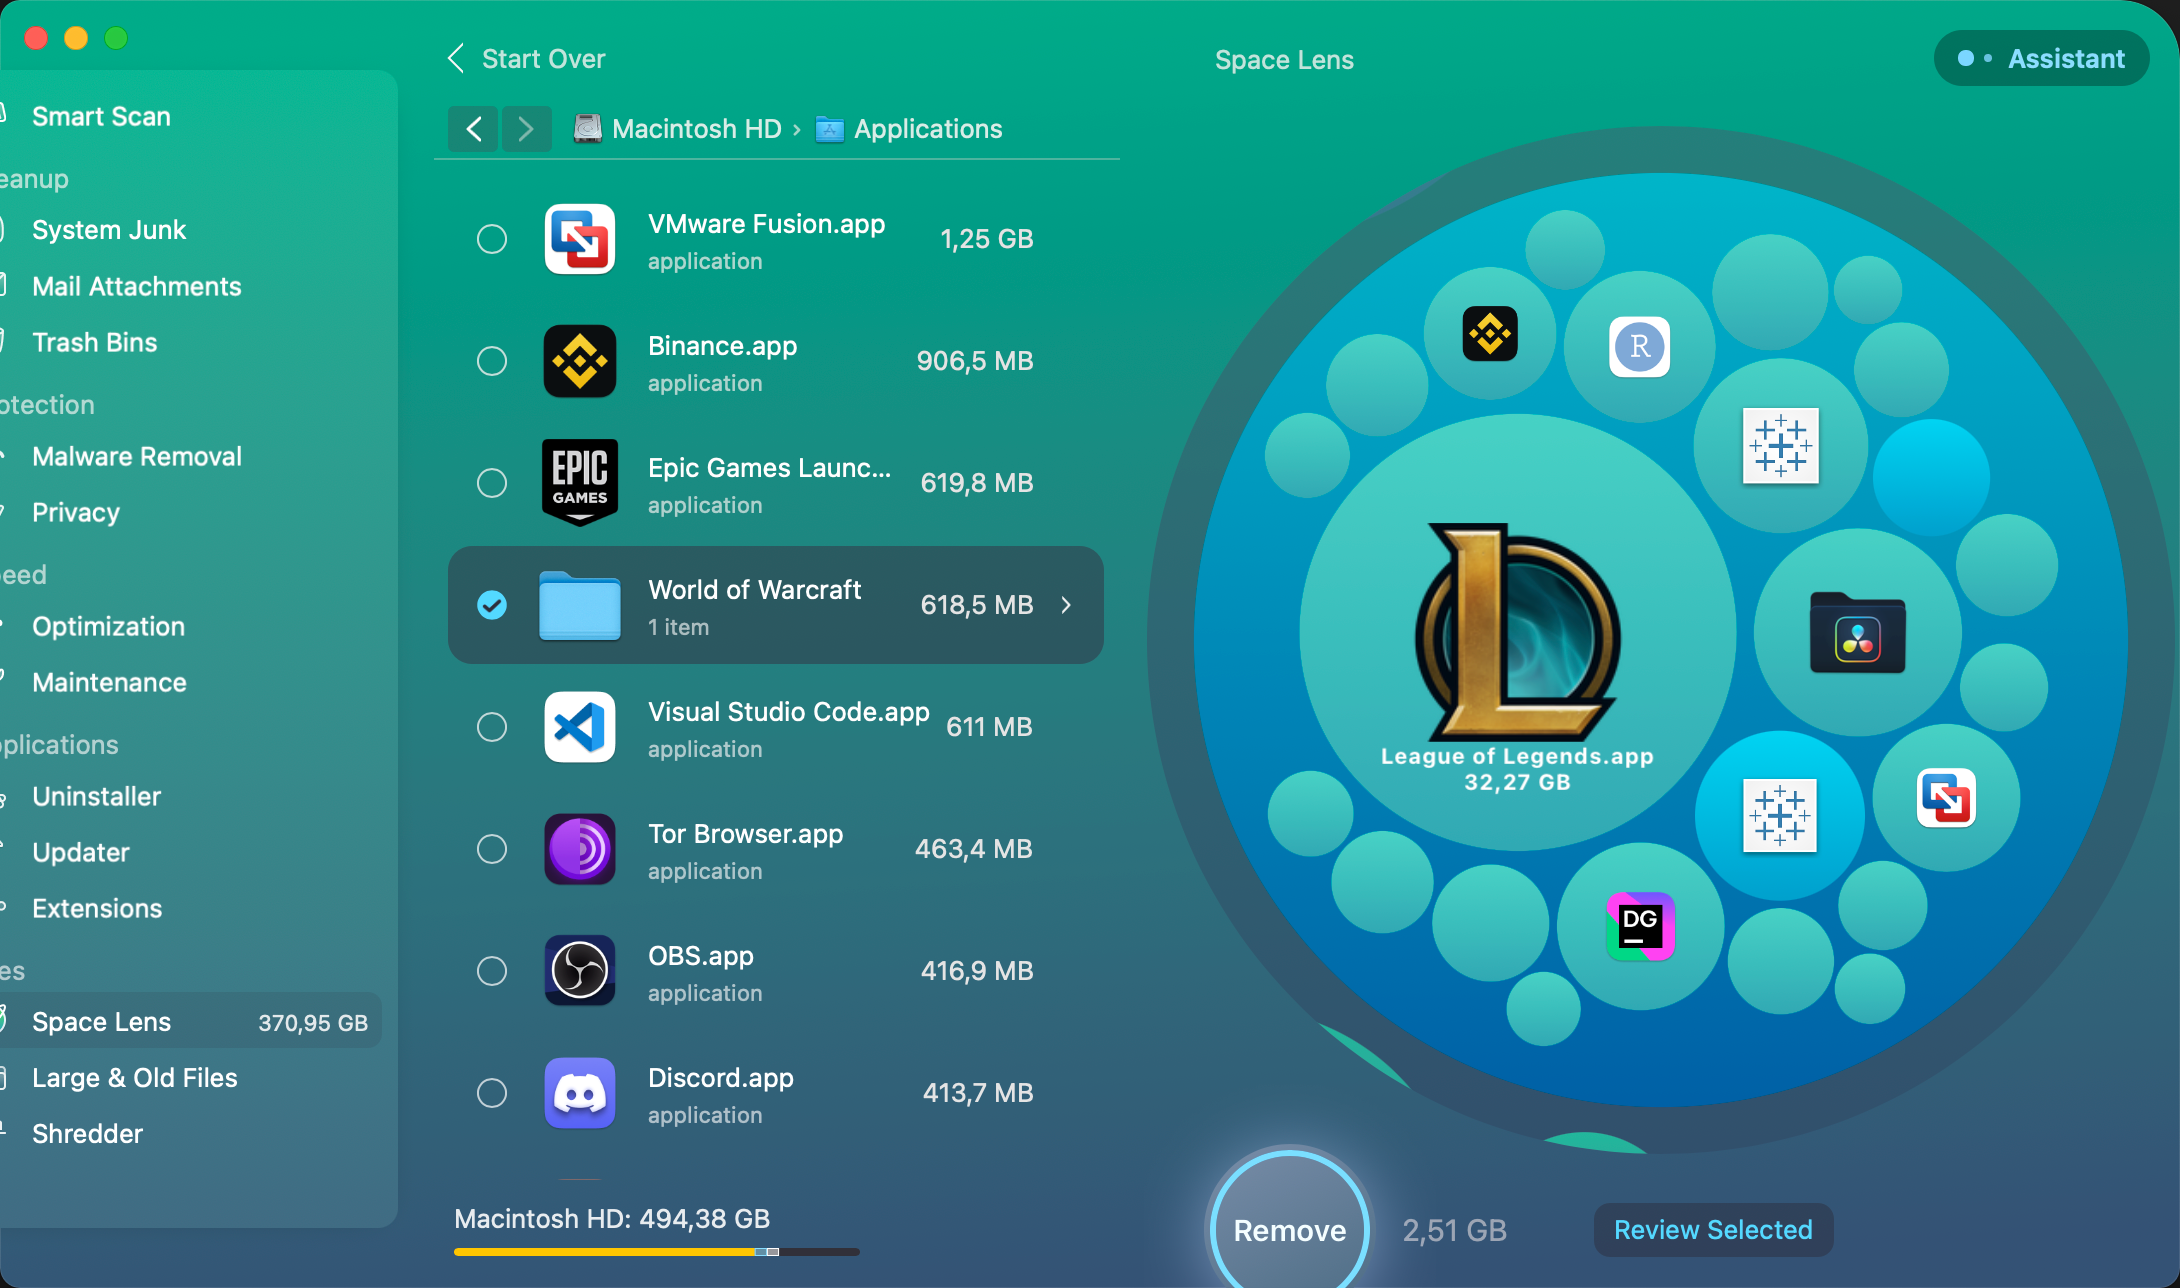 Smart Scan
eanup
System Junk
Mail Attachments
Trash Bins
otection
Malware Removal
Privacy
eed
Optimization
Maintenance
plications
Uninstaller
Updater
Extensions
es
Space Lens 370,95 GB
Large & Old Files
Shredder
Start Over
Macintosh HD › Applications
VMware Fusion.app
application
1,25 GB
Binance.app
application
906,5 MB
EPIC
GAMES
Epic Games Launc...
application
619,8 MB
World of Warcraft
1 item
618,5 MB
Visual Studio Code.app
application
611 MB
Tor Browser.app
application
463,4 MB
OBS.app
application
416,9 MB
Discord.app
application
413,7 MB
Macintosh HD: 494,38 GB
Space Lens
Assistant
R
League of Legends.app
32,27 GB
DG
Remove
2,51 GB
Review Selected